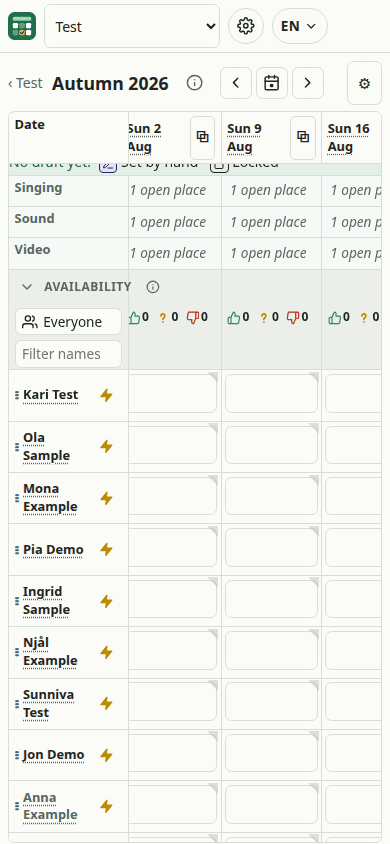 Test
EN
‹ Test Autumn 2026
Date Sun 2 Aug Sun 9 Aug Sun 16 Aug
No draft yet. Set by hand Locked
Singing 1 open place 1 open place 1 open p
Sound 1 open place 1 open place 1 open p
Video 1 open place 1 open place 1 open p
AVAILABILITY
Everyone 0 ? 0 0 0 ? 0 0 0 ? 0
Filter names
Kari Test
Ola Sample
Mona Example
Pia Demo
Ingrid Sample
Njål Example
Sunniva Test
Jon Demo
Anna Example